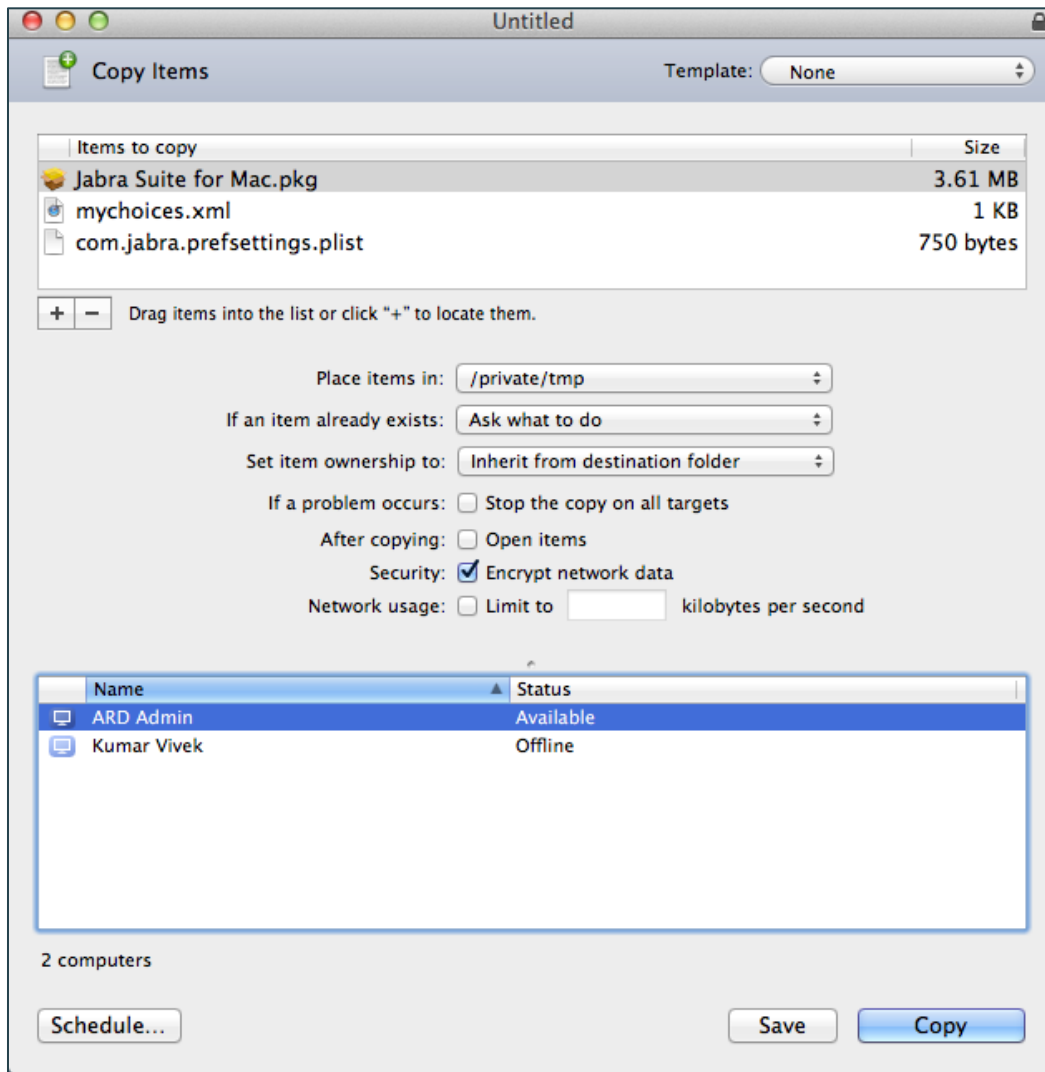 Untitled
Copy Items Template: None
Items to copy Size
Jabra Suite for Mac.pkg 3.61 MB
mychoices.xml 1 KB
com.jabra.prefsettings.plist 750 bytes
+ − Drag items into the list or click “+” to locate them.
Place items in: /private/tmp
If an item already exists: Ask what to do
Set item ownership to: Inherit from destination folder
If a problem occurs: Stop the copy on all targets
After copying: Open items
Security: Encrypt network data
Network usage: Limit to kilobytes per second
Name Status
ARD Admin Available
Kumar Vivek Offline
2 computers
Schedule... Save Copy